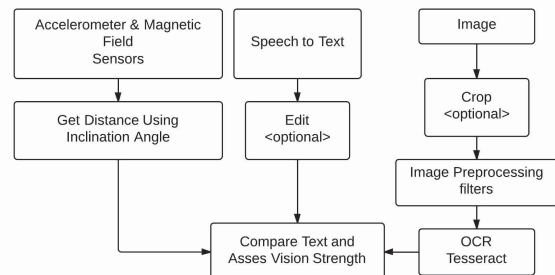 Accelerometer & Magnetic
Field
Sensors
Speech to Text
Image
Get Distance Using
Inclination Angle
Edit
<optional>
Crop
<optional>
Image Preprocessing
filters
Compare Text and
Asses Vision Strength
OCR
Tesseract